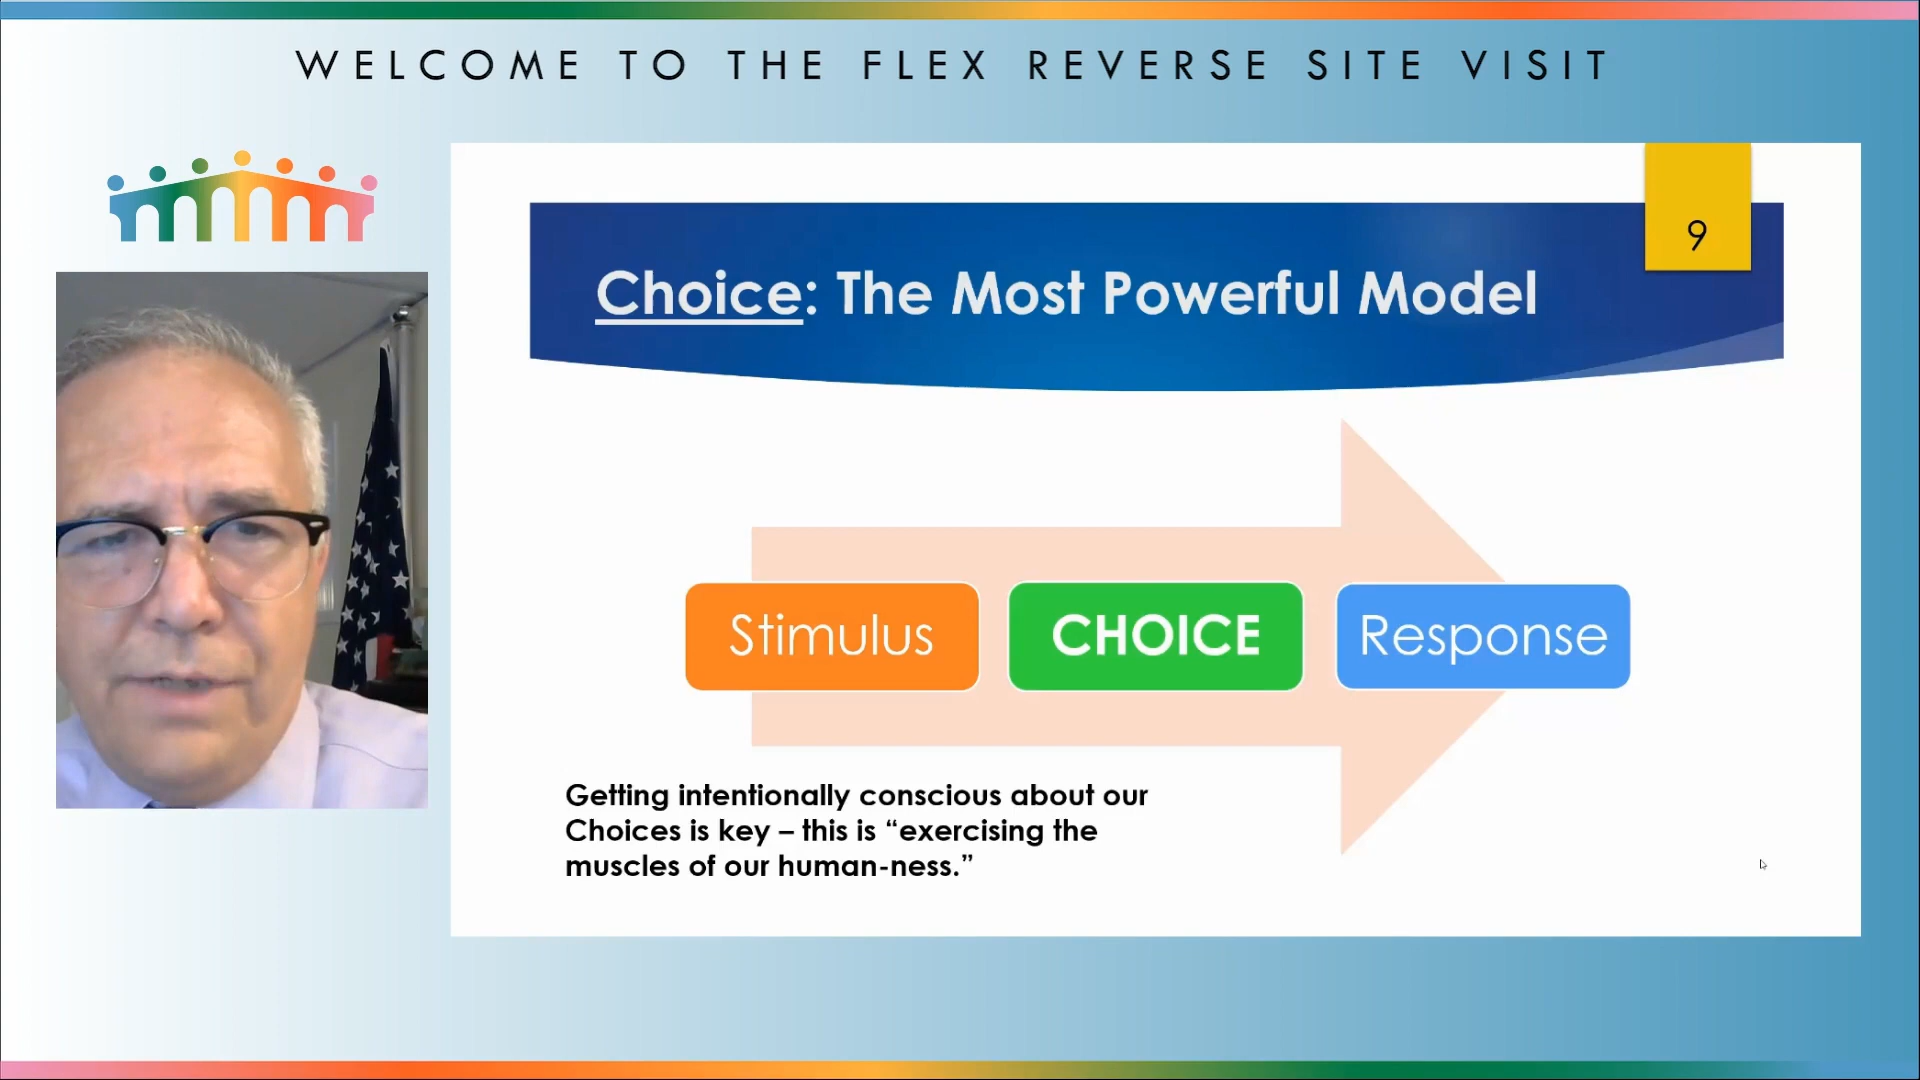 WELCOME TO THE FLEX REVERSE SITE VISIT
9
Choice: The Most Powerful Model
Stimulus
CHOICE
Response
Getting intentionally conscious about our
Choices is key – this is “exercising the
muscles of our human-ness.”